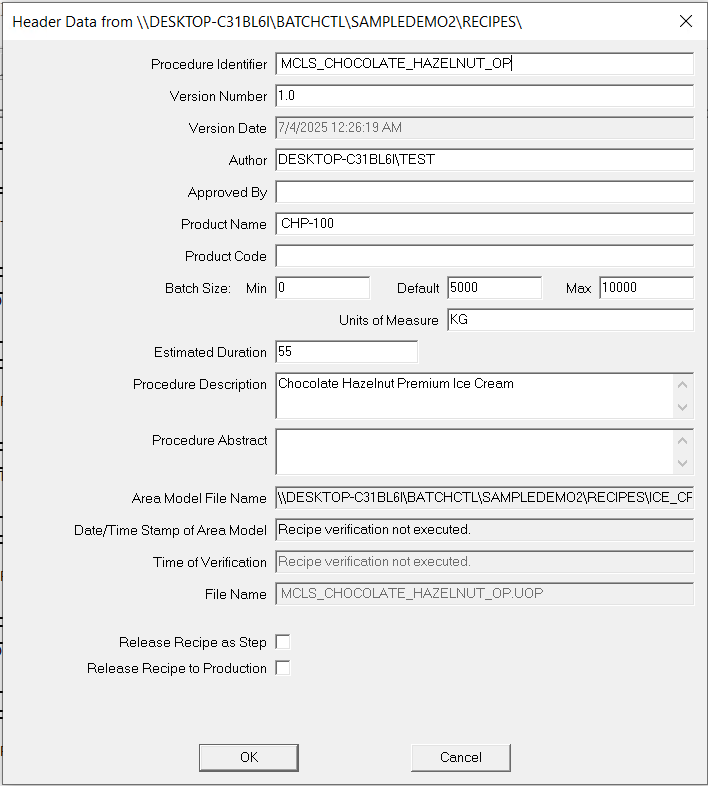 Header Data from \\DESKTOP-C31BL6I\BATCHCTL\SAMPLEDEMO2\RECIPES\
Procedure Identifier MCLS_CHOCOLATE_HAZELNUT_OP
Version Number 1.0
Version Date 7/4/2025 12:26:19 AM
Author DESKTOP-C31BL6I\TEST
Approved By
Product Name CHP-100
Product Code
Batch Size: Min 0 Default 5000 Max 10000
Units of Measure KG
Estimated Duration 55
Procedure Description Chocolate Hazelnut Premium Ice Cream
Procedure Abstract
Area Model File Name \\DESKTOP-C31BL6I\BATCHCTL\SAMPLEDEMO2\RECIPES\ICE_CR
Date/Time Stamp of Area Model Recipe verification not executed.
Time of Verification Recipe verification not executed.
File Name MCLS_CHOCOLATE_HAZELNUT_OP.UOP
Release Recipe as Step
Release Recipe to Production
OK Cancel